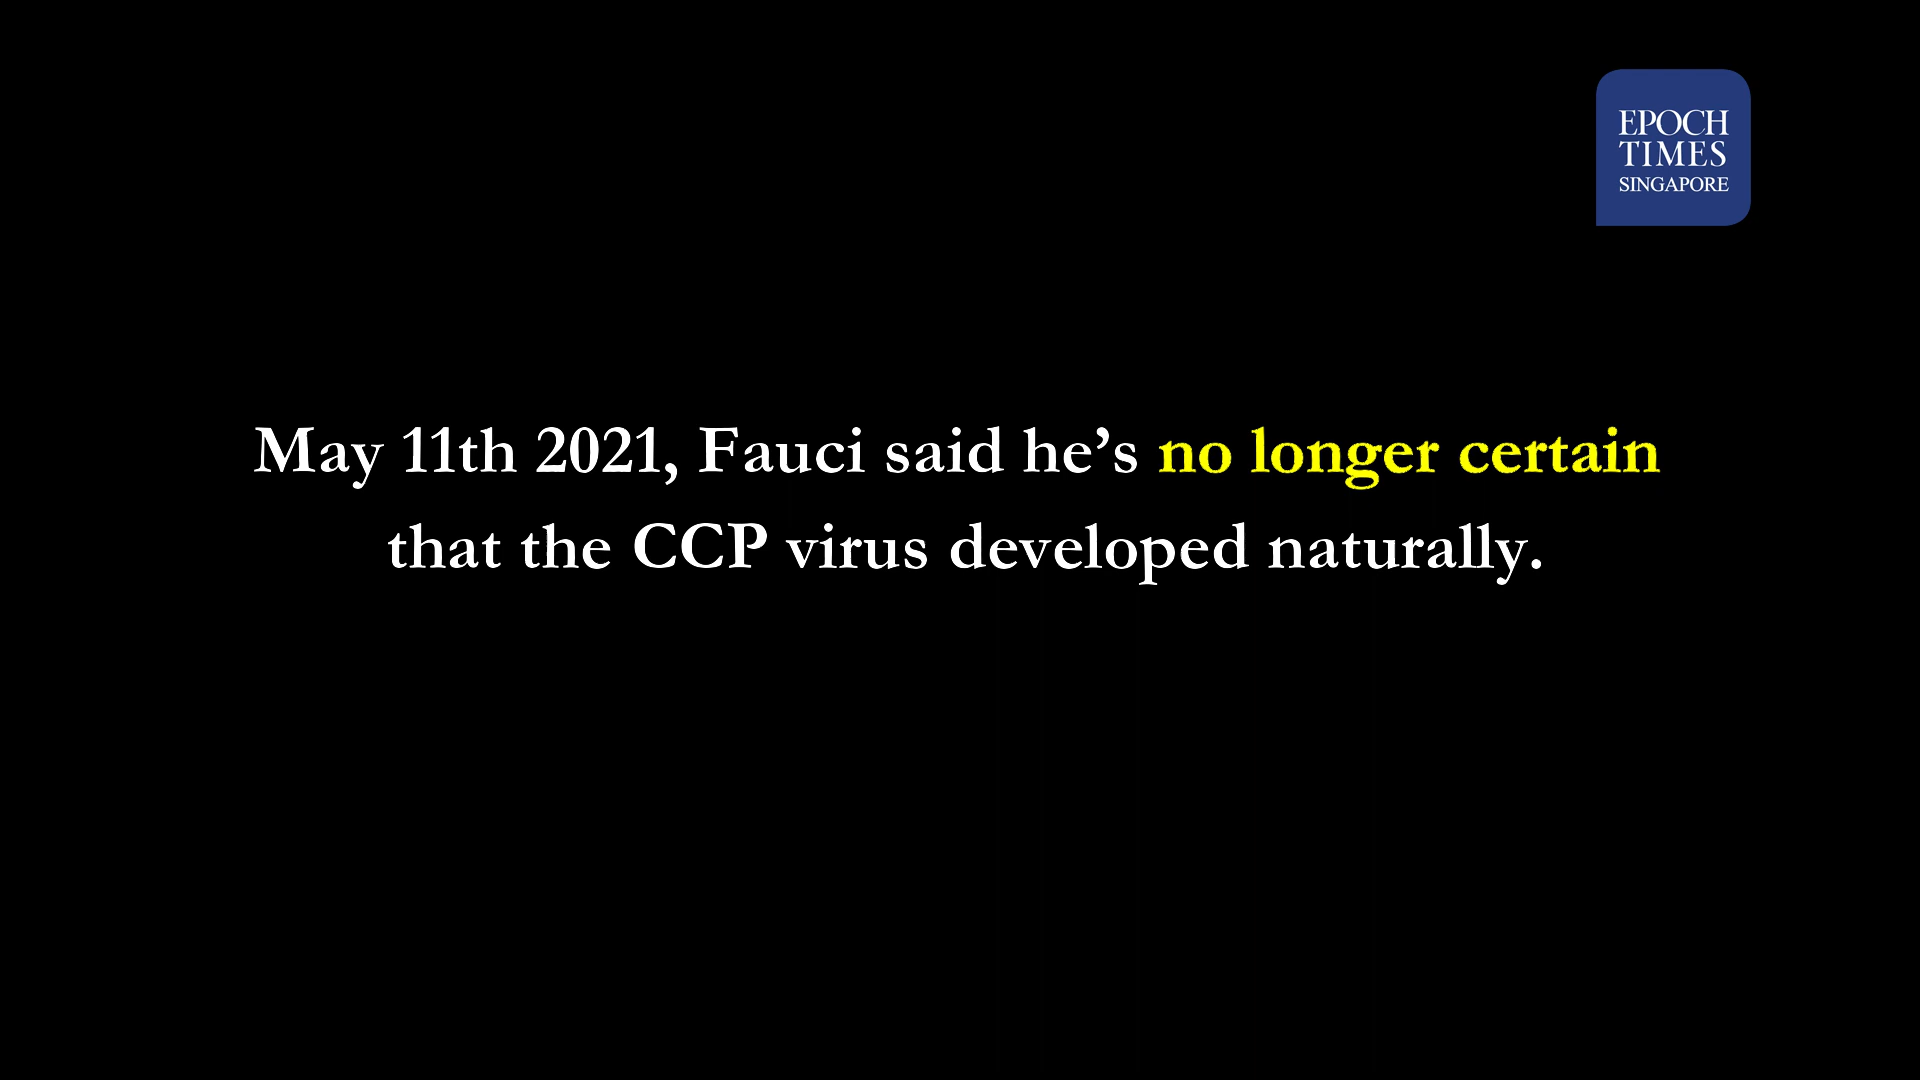 EPOCH
TIMES
SINGAPORE
May 11th 2021, Fauci said he’s no longer certain
that the CCP virus developed naturally.